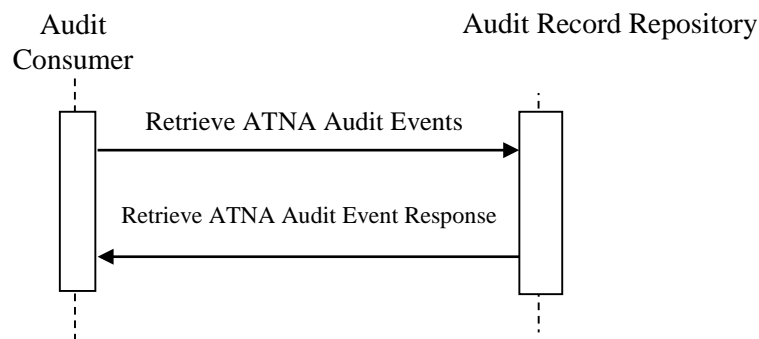 Audit
Consumer
Audit Record Repository
Retrieve ATNA Audit Events
Retrieve ATNA Audit Event Response